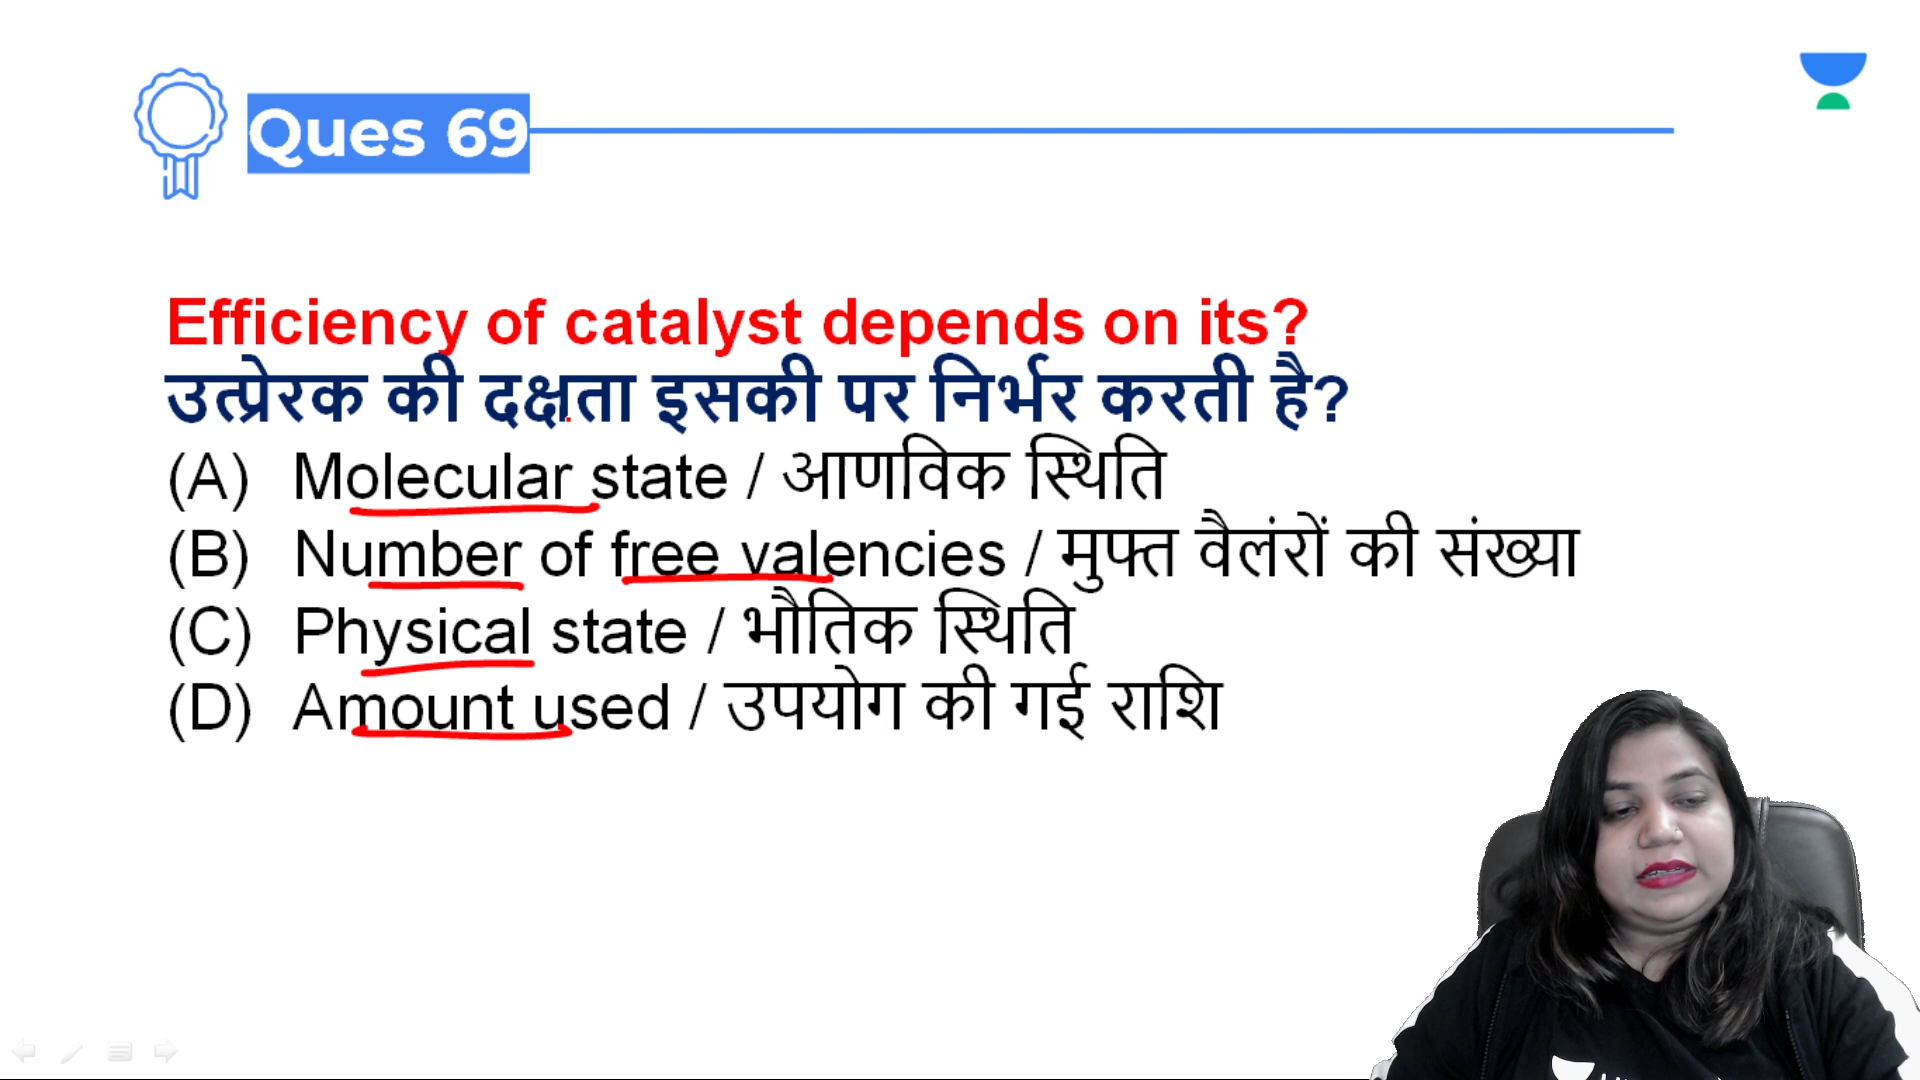 Ques 69
Efficiency of catalyst depends on its?
उत्प्रेरक की दक्षता इसकी पर निर्भर करती है?
(A) Molecular state / आणविक स्थिति
(B) Number of free valencies / मुफ्त वैलंरों की संख्या
(C) Physical state / भौतिक स्थिति
(D) Amount used / उपयोग की गई राशि